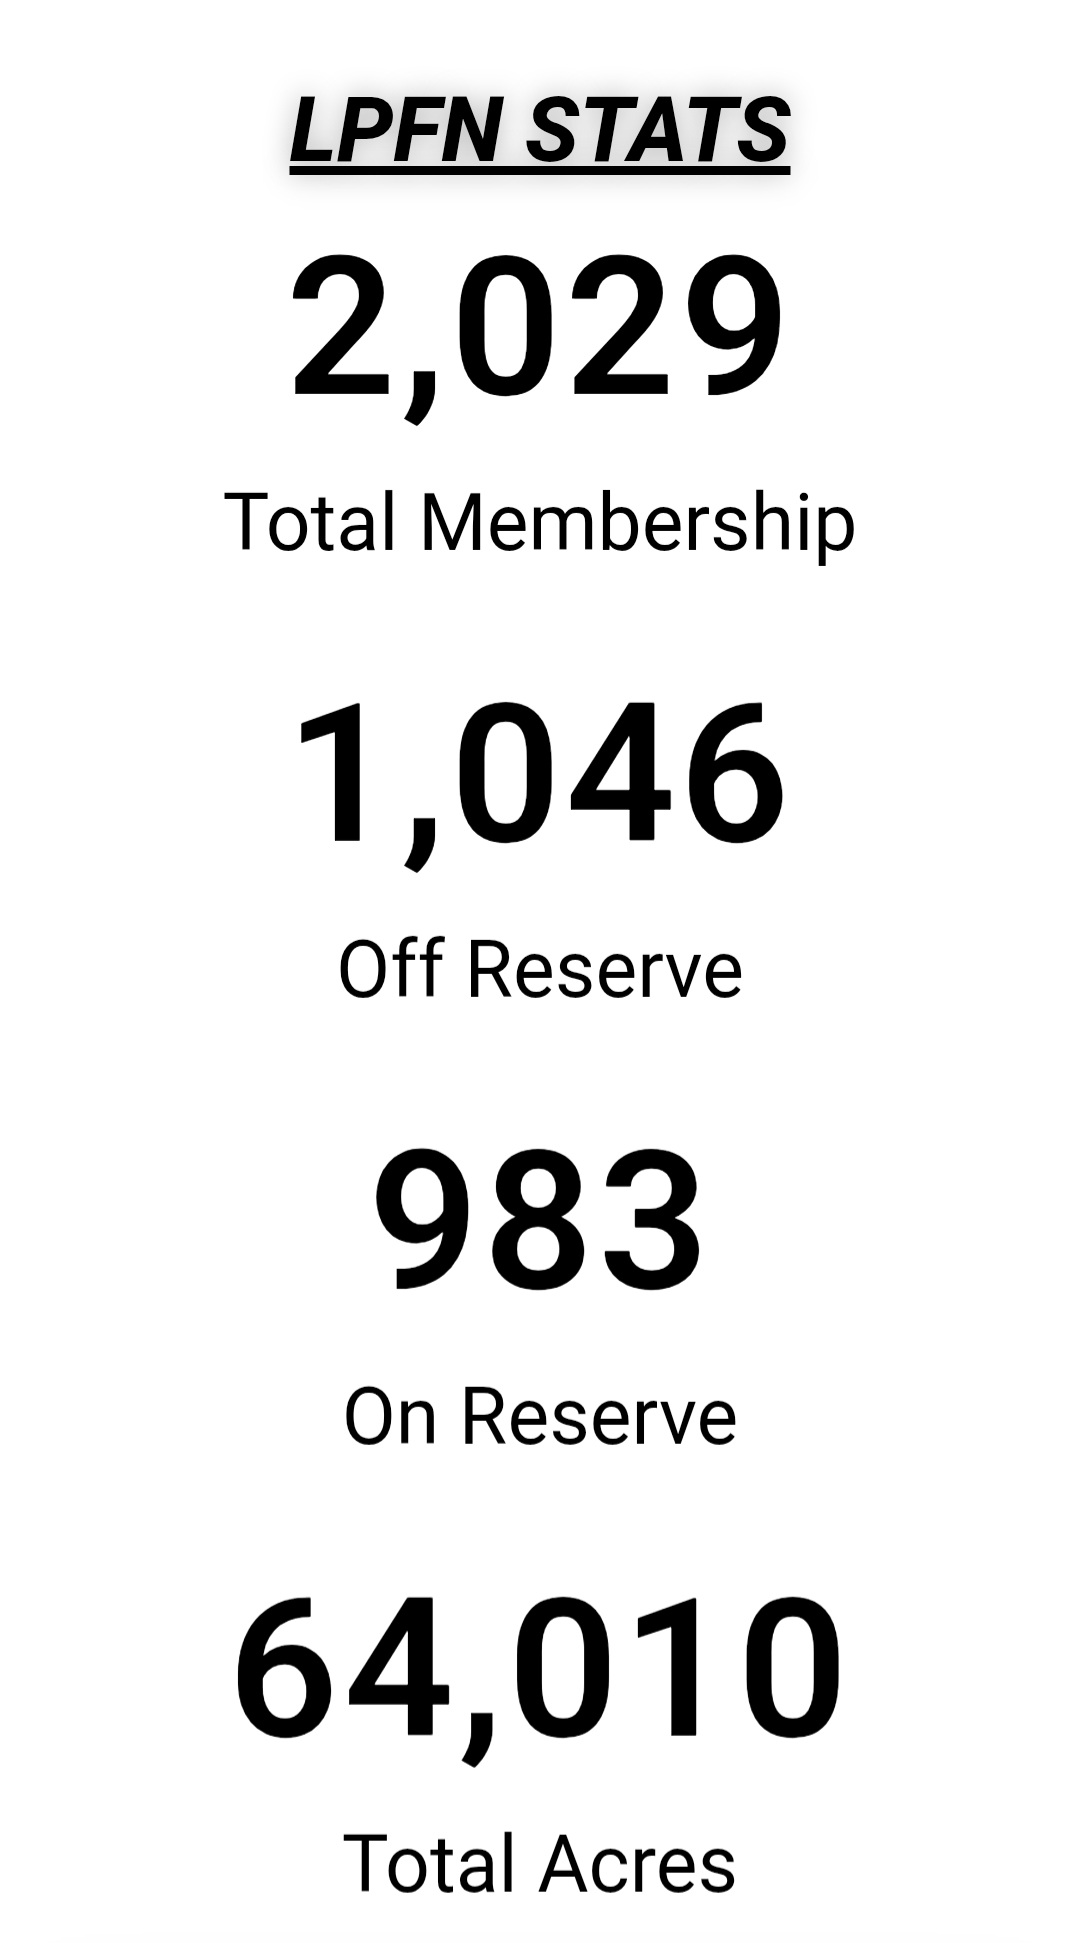 LPFN STATS
2,029
Total Membership
1,046
Off Reserve
983
On Reserve
64,010
Total Acres